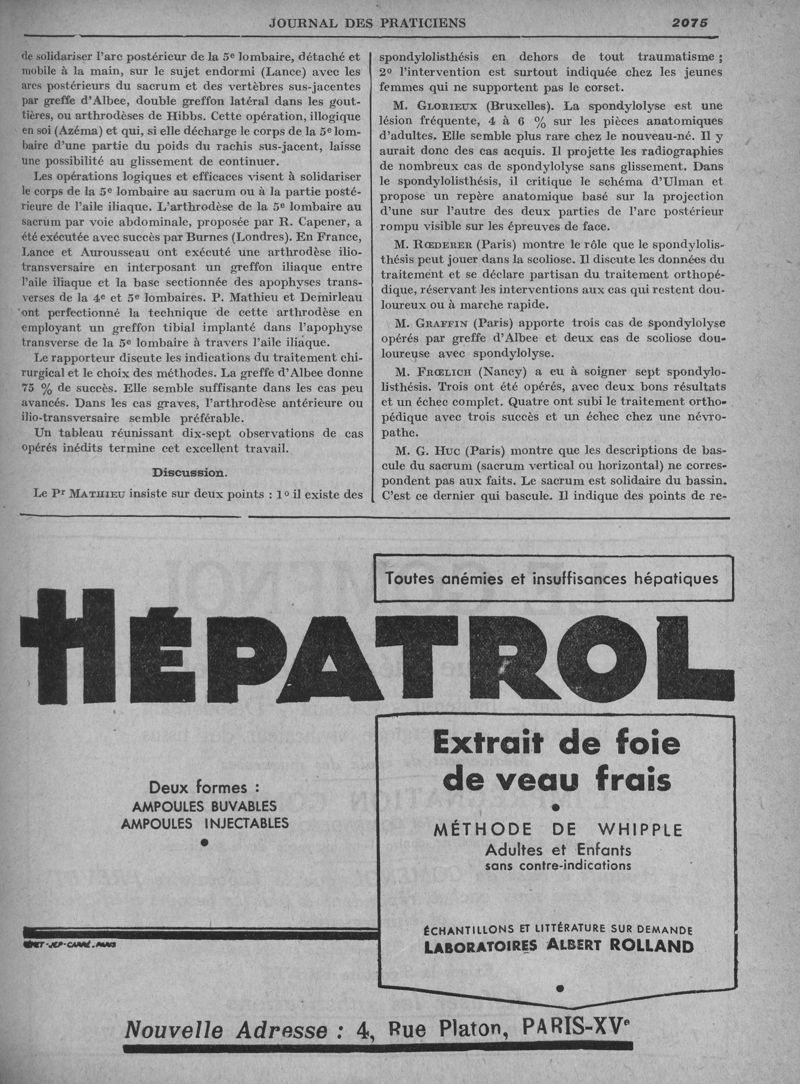 JOURNAL DES PRATICIENS
2075
de solidariser l'arc postérieur de la 5e lombaire, détaché et
mobile à la main, sur le sujet endormi (Lance) avec les
arcs postérieurs du sacrum et des vertèbres sus-jacentes
par greffe d'Albee, double greffon latéral dans les gout-
tières, ou arthrodèses de Hibbs. Cette opération, illogique
en soi (Azéma) et qui, si elle décharge le corps de la 5e lom-
baire d'une partie du poids du rachis sus-jacent, laisse
une possibilité au glissement de continuer.
Les opérations logiques et efficaces visent à solidariser
le corps de la 5e lombaire au sacrum ou à la partie posté-
rieure de l'aile iliaque. L'arthrodèse de la 5e lombaire au
sacrum par voie abdominale, proposée par R. Capener, a
été exécutée avec succès par Burnes (Londres). En France,
Lance et Aurousseau ont exécuté une arthrodèse ilio-
transversaire en interposant un greffon iliaque entre
l'aile iliaque et la base sectionnée des apophyses trans-
verses de la 4e et 5e lombaires. P. Mathieu et Demirleau
ont perfectionné la technique de cette arthrodèse en
employant un greffon tibial implanté dans l'apophyse
transverse de la 5e lombaire à travers l'aile iliaque.
Le rapporteur discute les indications du traitement chi-
rurgical et le choix des méthodes. La greffe d'Albee donne
75 % de succès. Elle semble suffisante dans les cas peu
avancés. Dans les cas graves, l'arthrodèse antérieure ou
ilio-transversaire semble préférable.
Un tableau réunissant dix-sept observations de cas
opérés inédits termine cet excellent travail.
Discussion.
Le Pr MATHIEU insiste sur deux points : 1o il existe des
spondylolisthésis en dehors de tout traumatisme ;
2o l'intervention est surtout indiquée chez les jeunes
femmes qui ne supportent pas le corset.
M. GLORIEUX (Bruxelles). La spondylolyse est une
lésion fréquente, 4 à 6 % sur les pièces anatomiques
d'adultes. Elle semble plus rare chez le nouveau-né. Il y
aurait donc des cas acquis. Il projette les radiographies
de nombreux cas de spondylolyse sans glissement. Dans
le spondylolisthésis, il critique le schéma d'Ulman et
propose un repère anatomique basé sur la projection
d'une sur l'autre des deux parties de l'arc postérieur
rompu visible sur les épreuves de face.
M. RŒDERER (Paris) montre le rôle que le spondylolis-
thésis peut jouer dans la scoliose. Il discute les données du
traitement et se déclare partisan du traitement orthopé-
dique, réservant les interventions aux cas qui restent dou-
loureux ou à marche rapide.
M. GRAFFIN (Paris) apporte trois cas de spondylolyse
opérés par greffe d'Albee et deux cas de scoliose dou-
loureuse avec spondylolyse.
M. FRŒLICH (Nancy) a eu à soigner sept spondylo-
listhésis. Trois ont été opérés, avec deux bons résultats
et un échec complet. Quatre ont subi le traitement ortho-
pédique avec trois succès et un échec chez une névro-
pathe.
M. G. HUC (Paris) montre que les descriptions de bas-
cule du sacrum (sacrum vertical ou horizontal) ne corres-
pondent pas aux faits. Le sacrum est solidaire du bassin.
C'est ce dernier qui bascule. Il indique des points de re-
Toutes anémies et insuffisances hépatiques
HÉPATROL
Deux formes :
AMPOULES BUVABLES
AMPOULES INJECTABLES
Extrait de foie
de veau frais
MÉTHODE DE WHIPPLE
Adultes et Enfants
sans contre-indications
ÉCHANTILLONS ET LITTÉRATURE SUR DEMANDE
LABORATOIRES ALBERT ROLLAND
-JEP-CARRÉ.PARIS
Nouvelle Adresse : 4, Rue Platon, PARIS-XVe